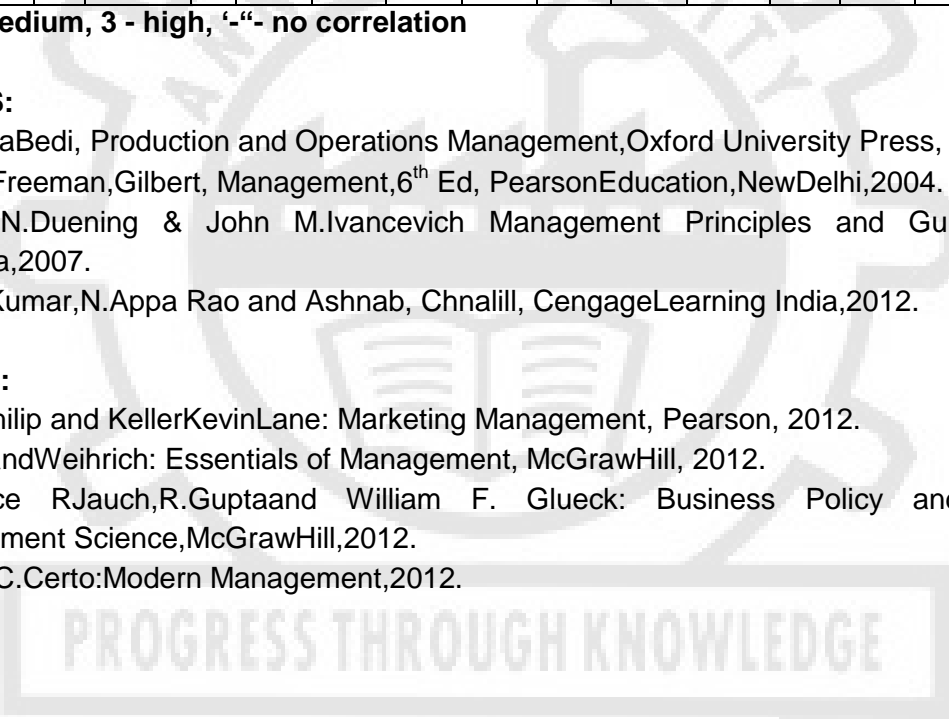 edium, 3 - high, ‘-“- no correlation
S:
aBedi, Production and Operations Management,Oxford University Press,
Freeman,Gilbert, Management,6th Ed, PearsonEducation,NewDelhi,2004.
N.Duening & John M.Ivancevich Management Principles and Gu
a,2007.
Kumar,N.Appa Rao and Ashnab, Chnalill, CengageLearning India,2012.
:
hilip and KellerKevinLane: Marketing Management, Pearson, 2012.
ndWeihrich: Essentials of Management, McGrawHill, 2012.
ce RJauch,R.Guptaand William F. Glueck: Business Policy and
ment Science,McGrawHill,2012.
C.Certo:Modern Management,2012.
PROGRESS THROUGH KNOWLEDGE